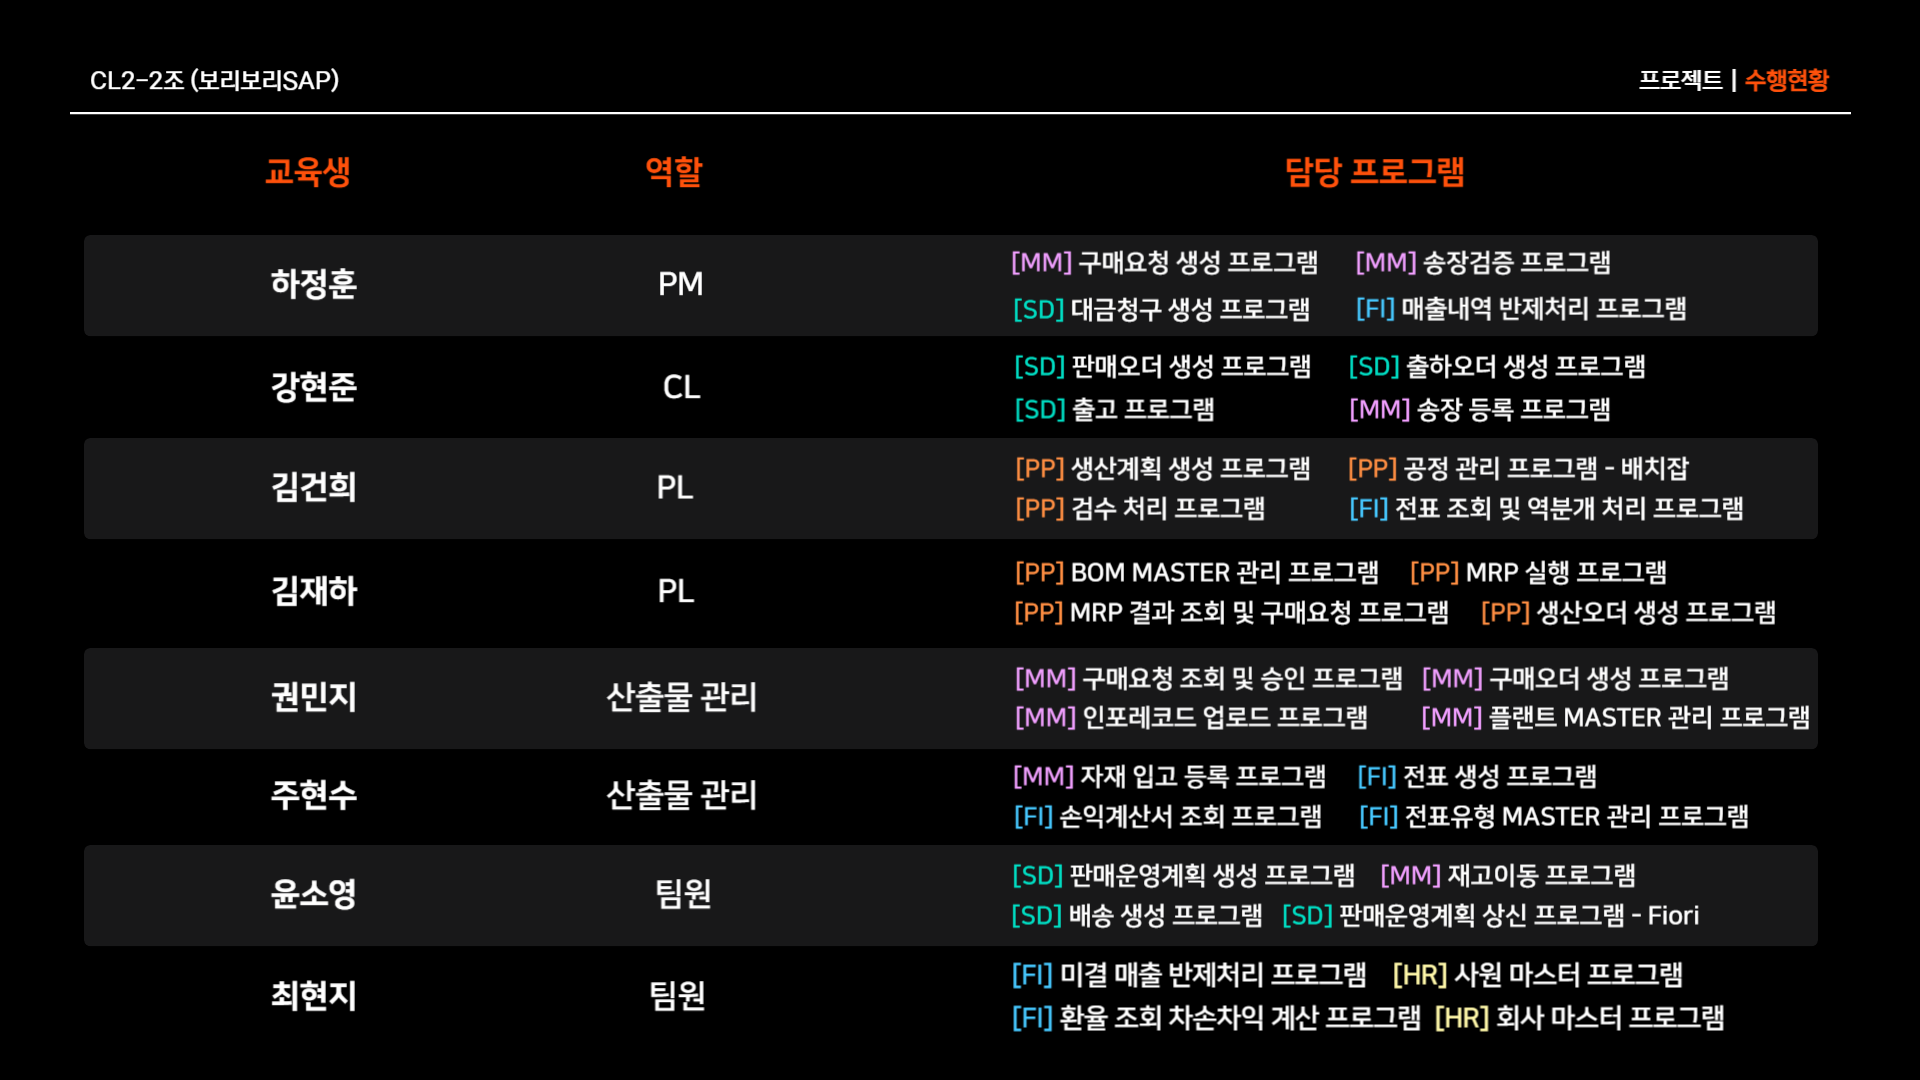 CL2-2조 (보리보리SAP)
프로젝트 | 수행현황
교육생 역할 담당 프로그램
하정훈 PM
[MM] 구매요청 생성 프로그램 [MM] 송장검증 프로그램
[SD] 대금청구 생성 프로그램 [FI] 매출내역 반제처리 프로그램
강현준 CL
[SD] 판매오더 생성 프로그램 [SD] 출하오더 생성 프로그램
[SD] 출고 프로그램 [MM] 송장 등록 프로그램
김건희 PL
[PP] 생산계획 생성 프로그램 [PP] 공정 관리 프로그램 - 배치잡
[PP] 검수 처리 프로그램 [FI] 전표 조회 및 역분개 처리 프로그램
김재하 PL
[PP] BOM MASTER 관리 프로그램 [PP] MRP 실행 프로그램
[PP] MRP 결과 조회 및 구매요청 프로그램 [PP] 생산오더 생성 프로그램
권민지 산출물 관리
[MM] 구매요청 조회 및 승인 프로그램 [MM] 구매오더 생성 프로그램
[MM] 인포레코드 업로드 프로그램 [MM] 플랜트 MASTER 관리 프로그램
주현수 산출물 관리
[MM] 자재 입고 등록 프로그램 [FI] 전표 생성 프로그램
[FI] 손익계산서 조회 프로그램 [FI] 전표유형 MASTER 관리 프로그램
윤소영 팀원
[SD] 판매운영계획 생성 프로그램 [MM] 재고이동 프로그램
[SD] 배송 생성 프로그램 [SD] 판매운영계획 상신 프로그램 - Fiori
최현지 팀원
[FI] 미결 매출 반제처리 프로그램 [HR] 사원 마스터 프로그램
[FI] 환율 조회 차손차익 계산 프로그램 [HR] 회사 마스터 프로그램